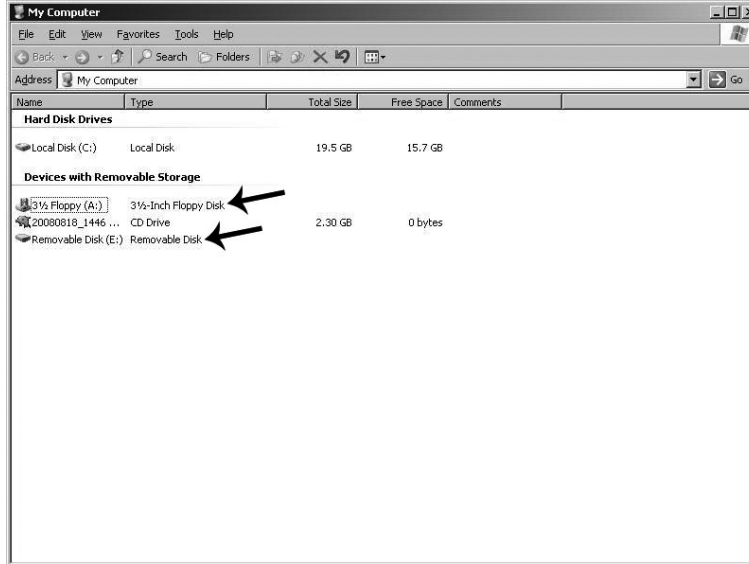 My Computer
File Edit View Favorites Tools Help
Back Search Folders
Address My Computer Go
Name Type Total Size Free Space Comments
Hard Disk Drives
Local Disk (C:) Local Disk 19.5 GB 15.7 GB
Devices with Removable Storage
3½ Floppy (A:) 3½-Inch Floppy Disk
20080818_1446 ... CD Drive 2.30 GB 0 bytes
Removable Disk (E:) Removable Disk